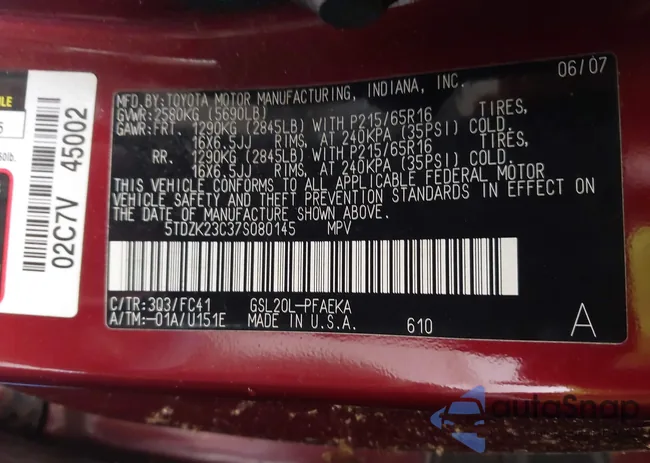 06/07
MFD.BY:TOYOTA MOTOR MANUFACTURING, INDIANA, INC.
GVWR:2580KG (5690LB)
GAWR:FRT. 1290KG (2845LB) WITH P215/65R16 TIRES,
16X6.5JJ RIMS, AT 240KPA (35PSI) COLD.
RR. 1290KG (2845LB) WITH P215/65R16 TIRES,
16X6.5JJ RIMS, AT 240KPA (35PSI) COLD.
THIS VEHICLE CONFORMS TO ALL APPLICABLE FEDERAL MOTOR
VEHICLE SAFETY AND THEFT PREVENTION STANDARDS IN EFFECT ON
THE DATE OF MANUFACTURE SHOWN ABOVE.
5TDZK23C37S080145 MPV
C/TR:3Q3/FC41 GSL20L-PFAEKA
A/TM:-01A/U151E MADE IN U.S.A. 610 A
02C7V 45002
autoSnap